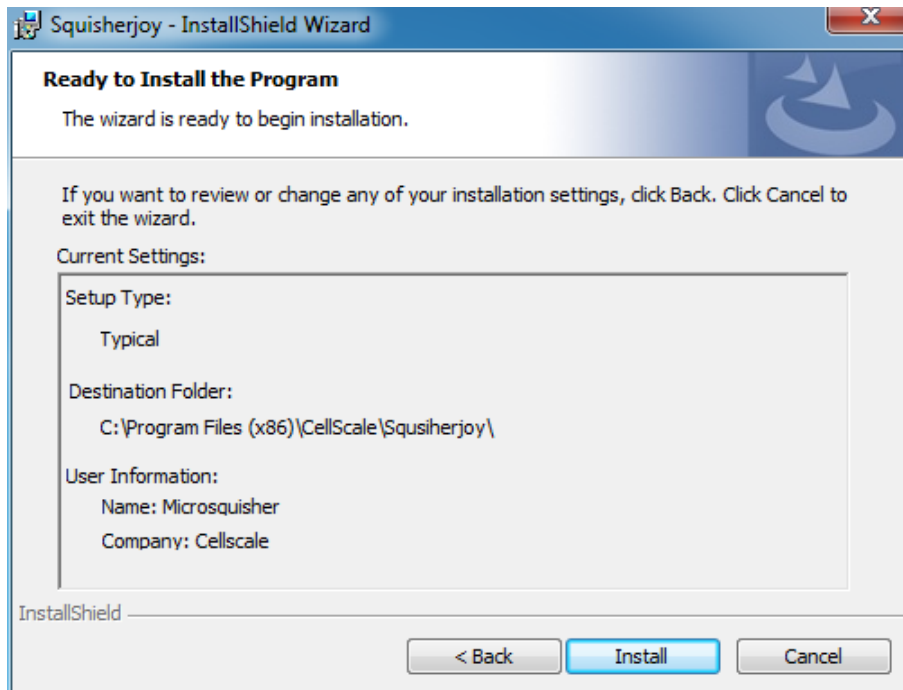 Squisherjoy - InstallShield Wizard
Ready to Install the Program
The wizard is ready to begin installation.
If you want to review or change any of your installation settings, click Back. Click Cancel to
exit the wizard.
Current Settings:
Setup Type:
Typical
Destination Folder:
C:\Program Files (x86)\CellScale\Squsiherjoy\
User Information:
Name: Microsquisher
Company: Cellscale
InstallShield
< Back
Install
Cancel